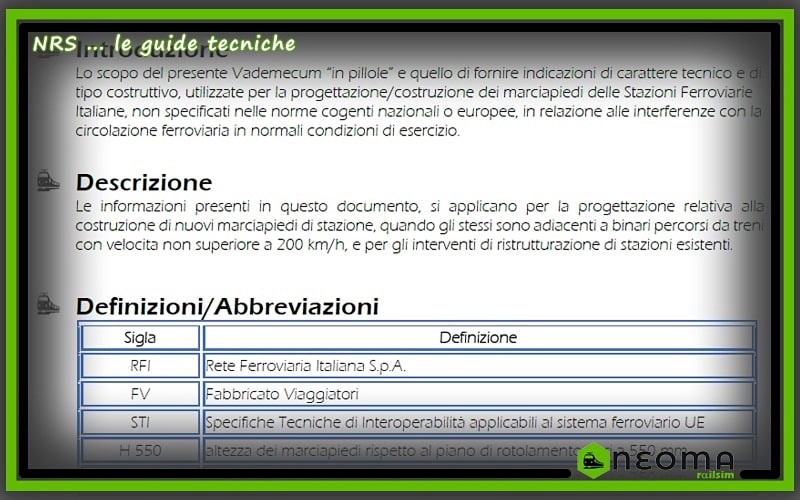 NRS ... le guide tecniche
Introduzione
Lo scopo del presente Vademecum “in pillole” e quello di fornire indicazioni di carattere tecnico e di
tipo costruttivo, utilizzate per la progettazione/costruzione dei marciapiedi delle Stazioni Ferroviarie
Italiane, non specificati nelle norme cogenti nazionali o europee, in relazione alle interferenze con la
circolazione ferroviaria in normali condizioni di esercizio.
Descrizione
Le informazioni presenti in questo documento, si applicano per la progettazione relativa alla
costruzione di nuovi marciapiedi di stazione, quando gli stessi sono adiacenti a binari percorsi da treni
con velocita non superiore a 200 km/h, e per gli interventi di ristrutturazione di stazioni esistenti.
Definizioni/Abbreviazioni
Sigla Definizione
RFI Rete Ferroviaria Italiana S.p.A.
FV Fabbricato Viaggiatori
STI Specifiche Tecniche di Interoperabilità applicabili al sistema ferroviario UE
H 550 altezza dei marciapiedi rispetto al piano di rotolamento a 550 mm
neoma
railsim